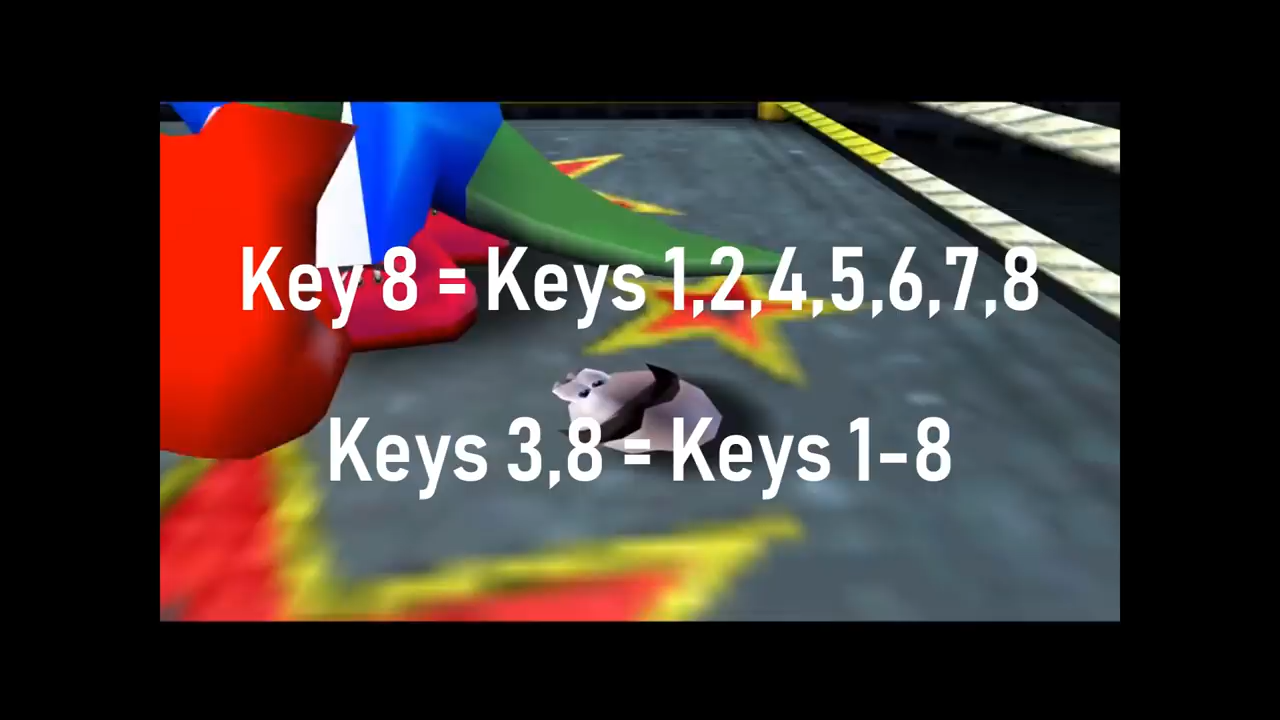 Key 8 = Keys 1,2,4,5,6,7,8
Keys 3,8 = Keys 1-8